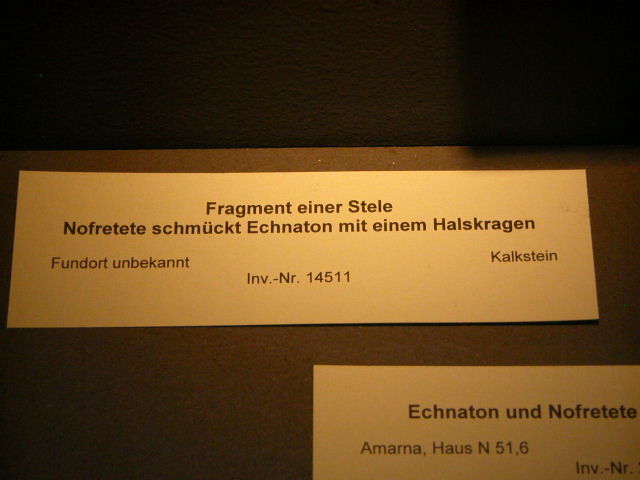 Fragment einer Stele
Nofretete schmückt Echnaton mit einem Halskragen
Fundort unbekannt
Kalkstein
Inv.-Nr. 14511
Echnaton und Nofretete
Amarna, Haus N 51,6
Inv.-Nr.